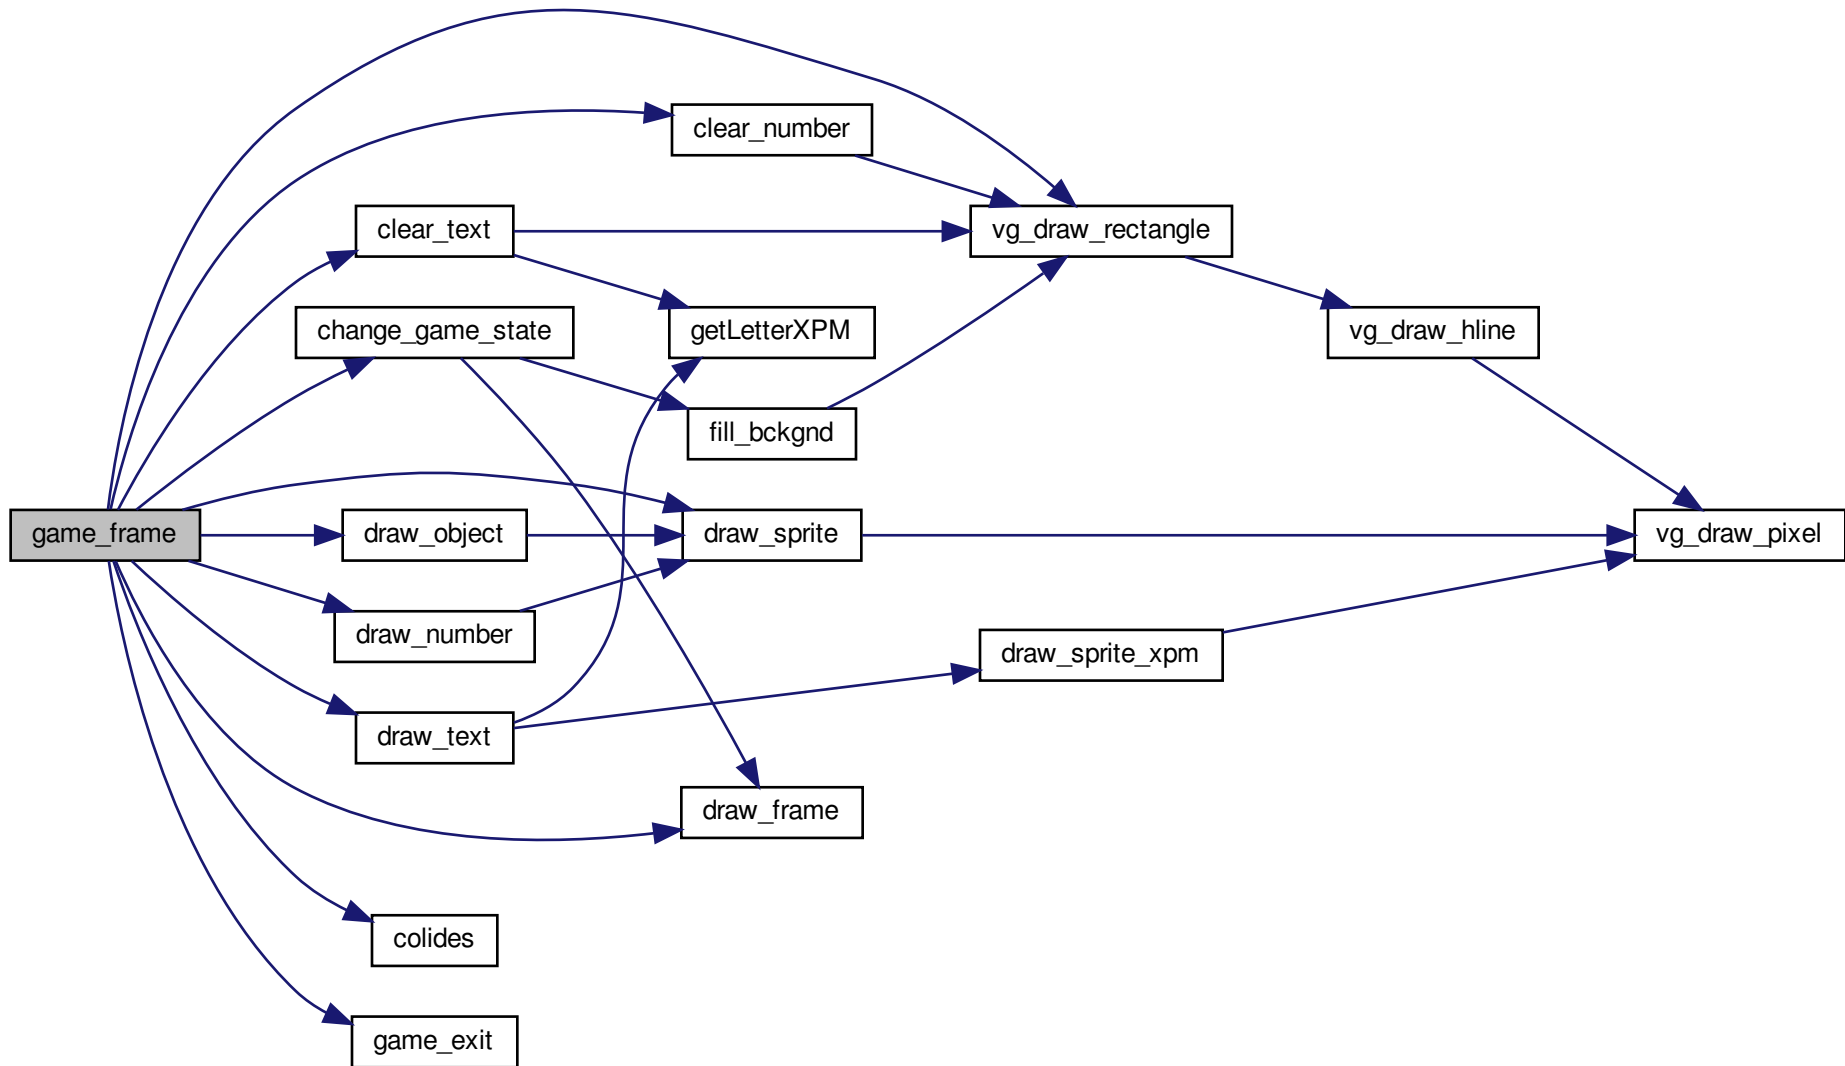 clear_number
clear_text
vg_draw_rectangle
change_game_state
getLetterXPM
vg_draw_hline
fill_bckgnd
game_frame
draw_object
draw_sprite
vg_draw_pixel
draw_number
draw_sprite_xpm
draw_text
draw_frame
colides
game_exit